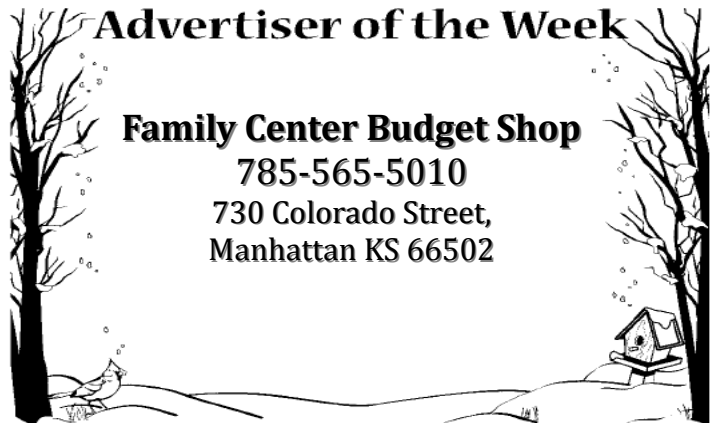 Advertiser of the Week
Family Center Budget Shop
785-565-5010
730 Colorado Street,
Manhattan KS 66502